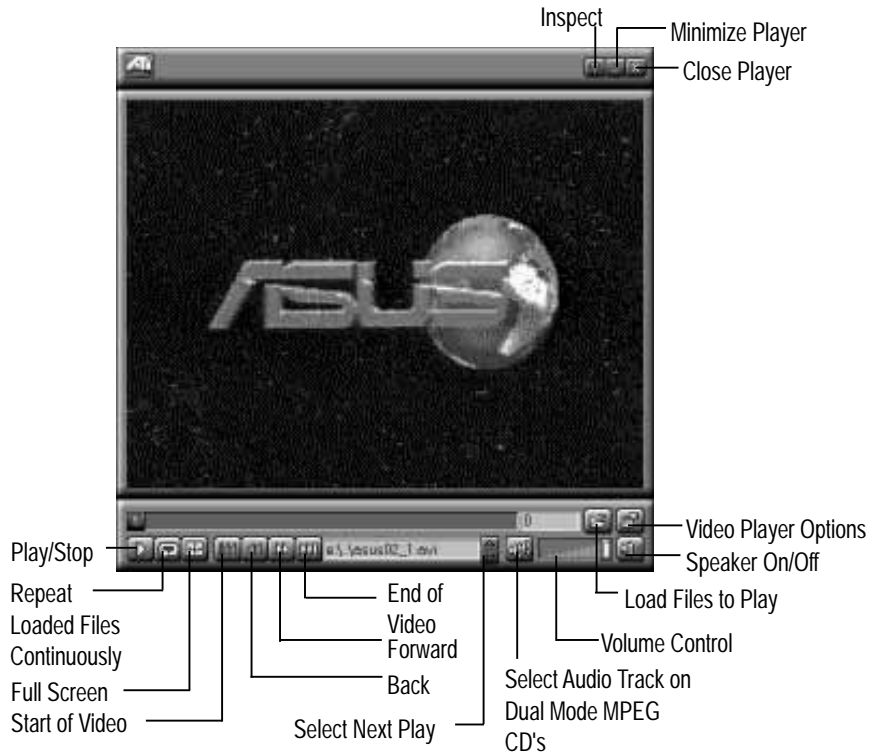 Inspect
Minimize Player
Close Player
ATI
ASUS
0
Play/Stop
Video Player Options
Speaker On/Off
Repeat
Loaded Files
Continuously
End of
Video
Load Files to Play
Forward
Volume Control
Full Screen
Back
Select Audio Track on
Dual Mode MPEG
CD's
Start of Video
Select Next Play